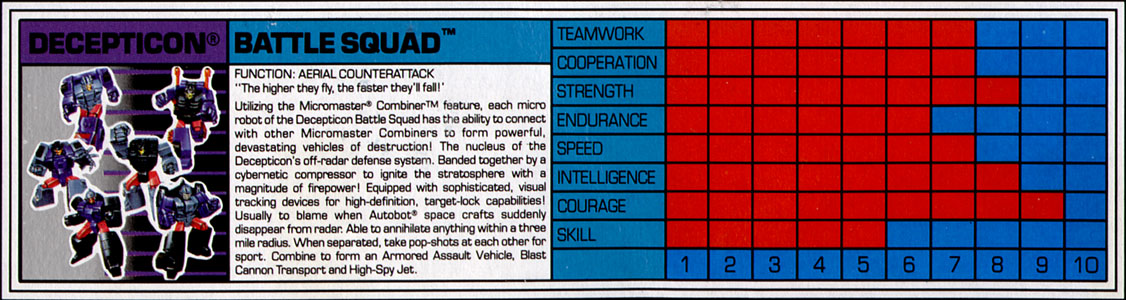 DECEPTICON®
BATTLE SQUAD™
FUNCTION: AERIAL COUNTERATTACK
"The higher they fly, the faster they'll fall!"
Utilizing the Micromaster® Combiner™ feature, each micro
robot of the Decepticon Battle Squad has the ability to connect
with other Micromaster Combiners to form powerful,
devastating vehicles of destruction! The nucleus of the
Decepticon's off-radar defense system. Banded together by a
cybernetic compressor to ignite the stratosphere with a
magnitude of firepower! Equipped with sophisticated, visual
tracking devices for high-definition, target-lock capabilities!
Usually to blame when Autobot® space crafts suddenly
disappear from radar. Able to annihilate anything within a three
mile radius. When separated, take pop-shots at each other for
sport. Combine to form an Armored Assault Vehicle, Blast
Cannon Transport and High-Spy Jet.
TEAMWORK
COOPERATION
STRENGTH
ENDURANCE
SPEED
INTELLIGENCE
COURAGE
SKILL
1 2 3 4 5 6 7 8 9 10